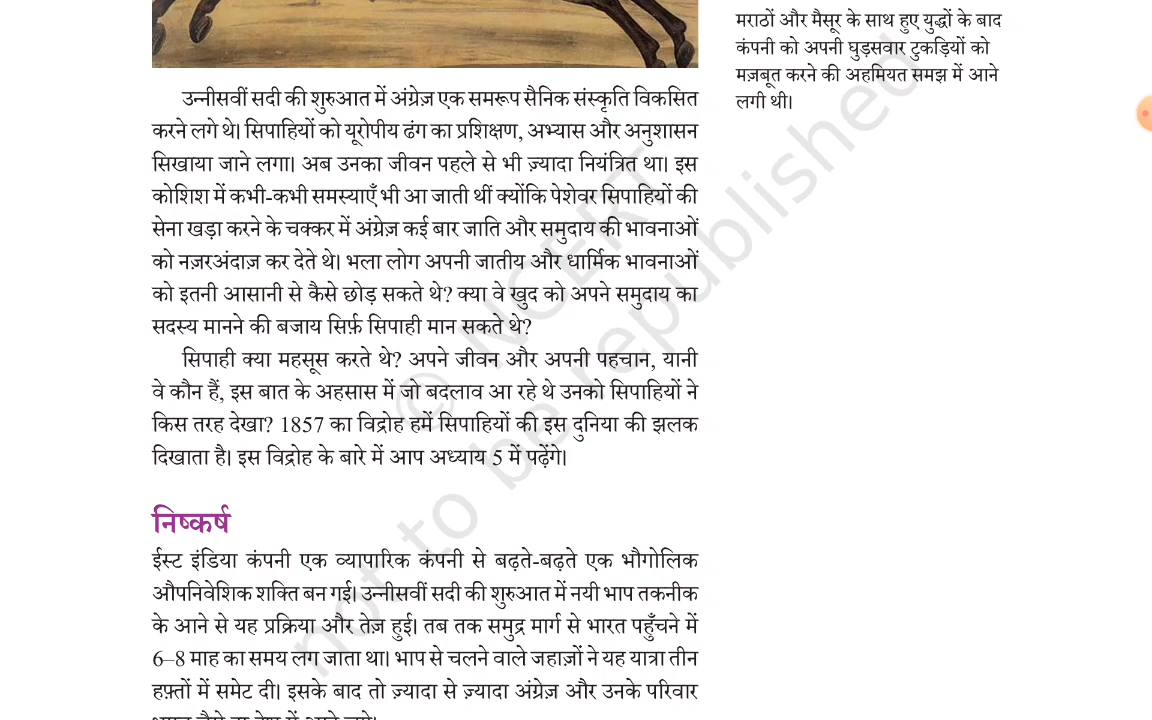 मराठों और मैसूर के साथ हुए युद्धों के बाद
कंपनी को अपनी घुड़सवार टुकड़ियों को
मज़बूत करने की अहमियत समझ में आने
लगी थी।
उन्नीसवीं सदी की शुरुआत में अंग्रेज़ एक समरूप सैनिक संस्कृति विकसित
करने लगे थे। सिपाहियों को यूरोपीय ढंग का प्रशिक्षण, अभ्यास और अनुशासन
सिखाया जाने लगा। अब उनका जीवन पहले से भी ज़्यादा नियंत्रित था। इस
कोशिश में कभी-कभी समस्याएँ भी आ जाती थीं क्योंकि पेशेवर सिपाहियों की
सेना खड़ा करने के चक्कर में अंग्रेज़ कई बार जाति और समुदाय की भावनाओं
को नज़रअंदाज़ कर देते थे। भला लोग अपनी जातीय और धार्मिक भावनाओं
को इतनी आसानी से कैसे छोड़ सकते थे? क्या वे खुद को अपने समुदाय का
सदस्य मानने की बजाय सिर्फ़ सिपाही मान सकते थे?
सिपाही क्या महसूस करते थे? अपने जीवन और अपनी पहचान, यानी
वे कौन हैं, इस बात के अहसास में जो बदलाव आ रहे थे उनको सिपाहियों ने
किस तरह देखा? 1857 का विद्रोह हमें सिपाहियों की इस दुनिया की झलक
दिखाता है। इस विद्रोह के बारे में आप अध्याय 5 में पढ़ेंगे।
निष्कर्ष
ईस्ट इंडिया कंपनी एक व्यापारिक कंपनी से बढ़ते-बढ़ते एक भौगोलिक
औपनिवेशिक शक्ति बन गई। उन्नीसवीं सदी की शुरुआत में नयी भाप तकनीक
के आने से यह प्रक्रिया और तेज़ हुई। तब तक समुद्र मार्ग से भारत पहुँचने में
6–8 माह का समय लग जाता था। भाप से चलने वाले जहाज़ों ने यह यात्रा तीन
हफ़्तों में समेट दी। इसके बाद तो ज़्यादा से ज़्यादा अंग्रेज़ और उनके परिवार
© NCERT
not to be republished